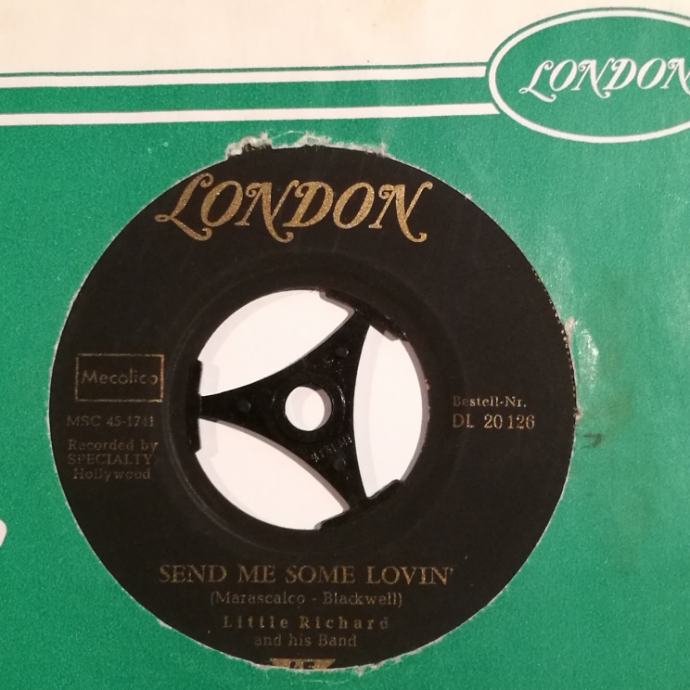 LONDON
LONDON
Mecolico
MSC 45-1741
Recorded by
SPECIALTY
Hollywood
Bestell-Nr.
DL 20 126
SEND ME SOME LOVIN'
(Marascalco - Blackwell)
Little Richard
and his Band